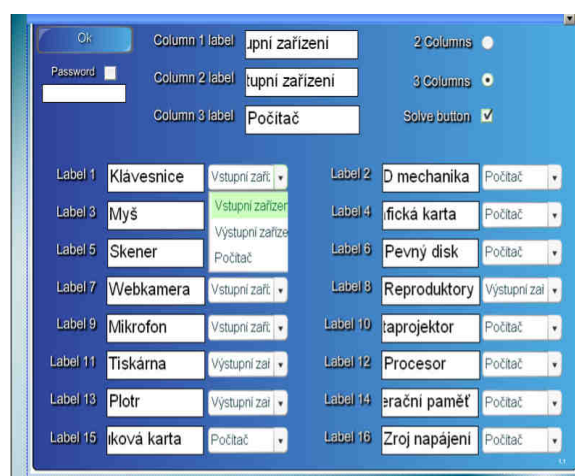 Ok
Column 1 label upní zařízení
2 Columns
Password
Column 2 label tupní zařízení
3 Columns
Column 3 label Počítač
Solve button
Label 1 Klávesnice Vstupní zaří: Label 2 D mechanika Počítač
Vstupní zařízen
Label 3 Myš Label 4 afická karta Počítač
Výstupní zaříze
Label 5 Skener Počítač Label 6 Pevný disk Počítač
Label 7 Webkamera Vstupní zaří: Label 8 Reproduktory Výstupní zai
Label 9 Mikrofon Vstupní zaří: Label 10 taprojektor Počítač
Label 11 Tiskárna Výstupní zai Label 12 Procesor Počítač
Label 13 Plotr Výstupní zai Label 14 erační paměť Počítač
Label 15 uková karta Počítač Label 16 Zroj napájení Počítač